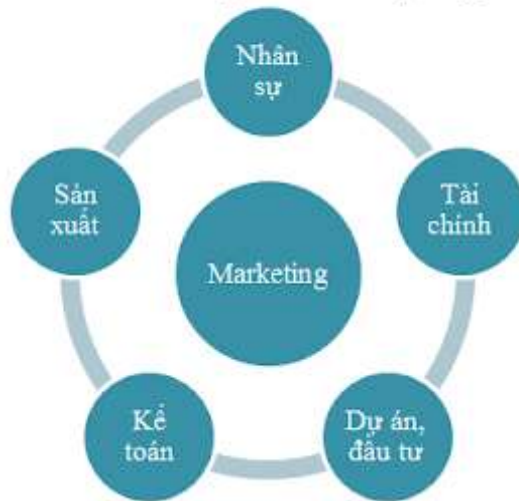 Nhân
sự
Tài
chính
Dự án,
đầu tư
Kế
toán
Sản
xuất
Marketing